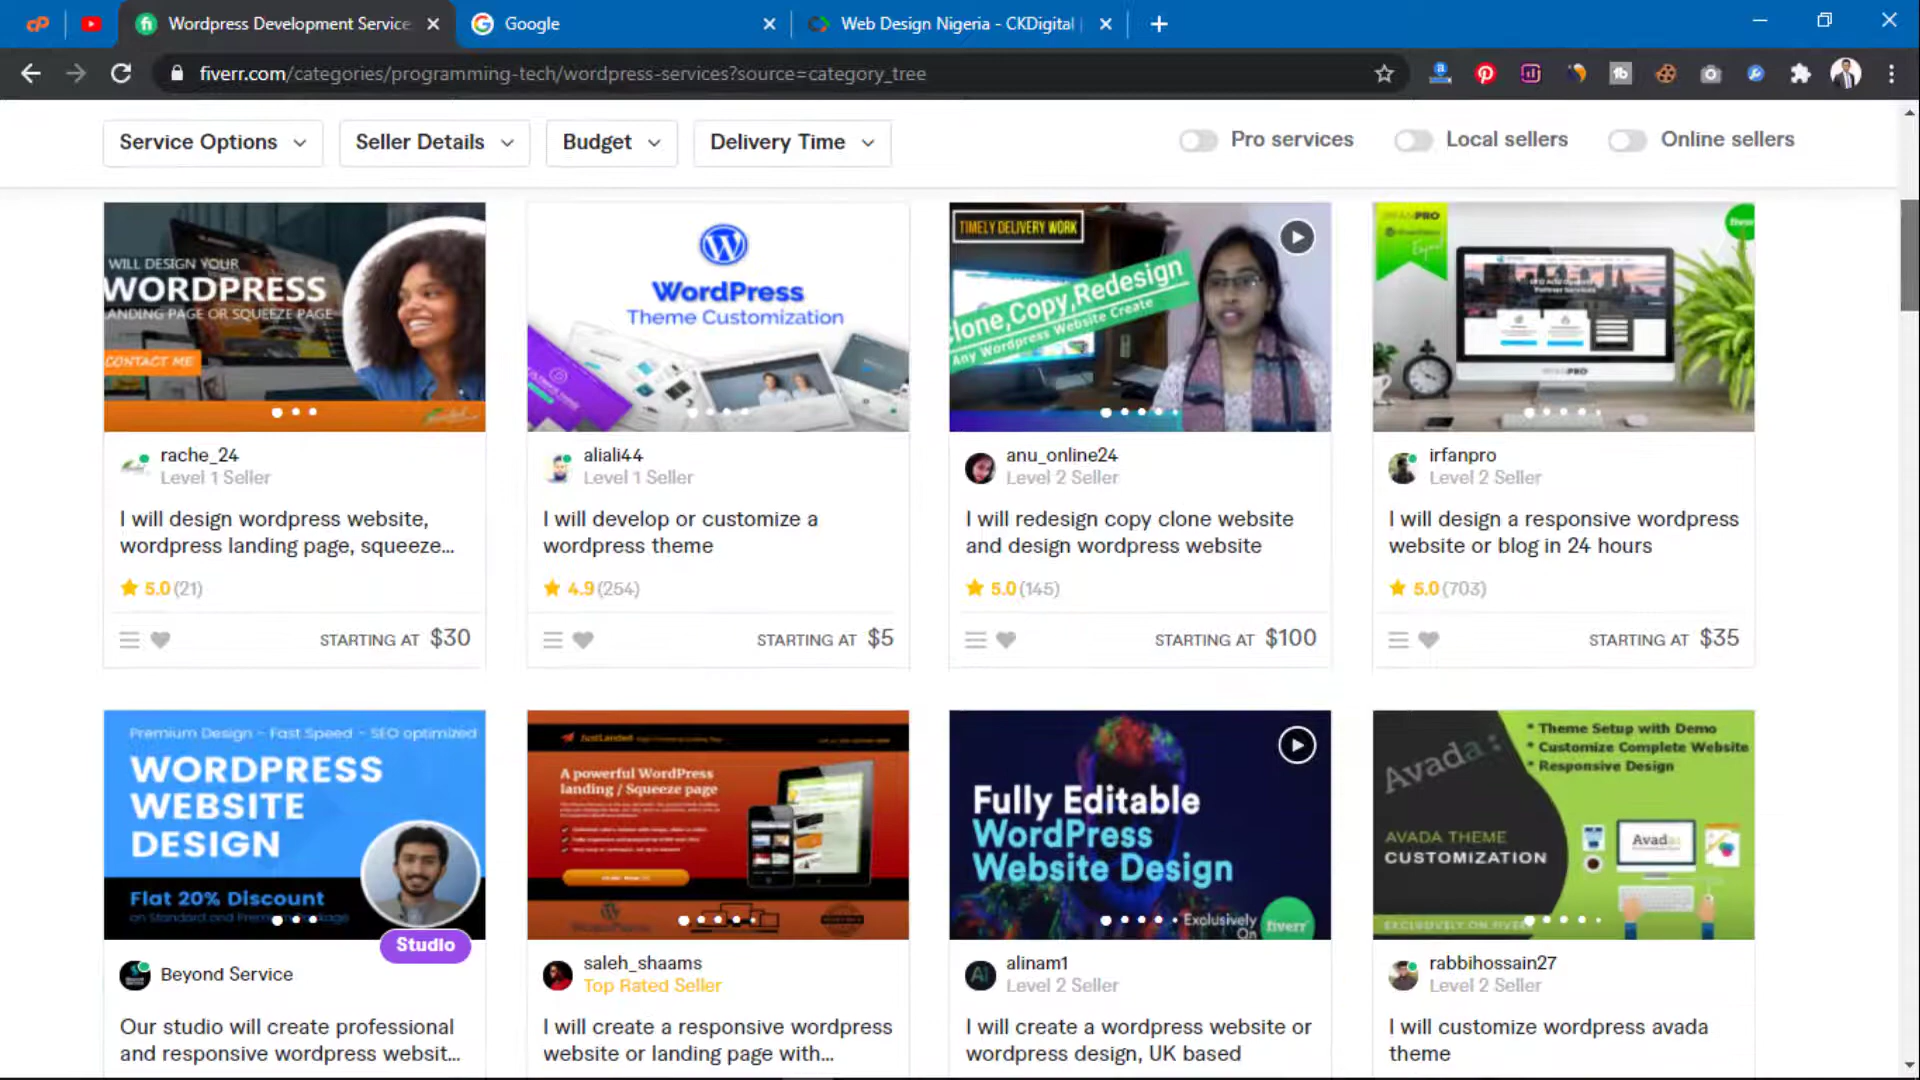 Wordpress Development Service
Google
Web Design Nigeria - CKDigital
fiverr.com/categories/programming-tech/wordpress-services?source=category_tree
Service Options
Seller Details
Budget
Delivery Time
Pro services
Local sellers
Online sellers
WILL DESIGN YOUR
WORDPRESS
LANDING PAGE OR SQUEEZE PAGE
CONTACT ME
WordPress
Theme Customization
TIMELY DELIVERY WORK
Clone,Copy,Redesign
Any Wordpress Website Create
fiverr
rache_24
Level 1 Seller
aliali44
Level 1 Seller
anu_online24
Level 2 Seller
irfanpro
Level 2 Seller
I will design wordpress website,
wordpress landing page, squeeze...
I will develop or customize a
wordpress theme
I will redesign copy clone website
and design wordpress website
I will design a responsive wordpress
website or blog in 24 hours
5.0 (21)
4.9 (254)
5.0 (145)
5.0 (703)
STARTING AT $30
STARTING AT $5
STARTING AT $100
STARTING AT $35
Premium Design - Fast Speed - SEO optimized
WORDPRESS
WEBSITE
DESIGN
Flat 20% Discount
on Standard and Premium Package
Studio
JustLanded
A powerful WordPress
landing / Squeeze page
Fully Editable
WordPress
Website Design
Exclusively
On
fiverr
Avada:
* Theme Setup with Demo
* Customize Complete Website
* Responsive Design
AVADA THEME
CUSTOMIZATION
Avada
EXCLUSIVELY ON
Beyond Service
saleh_shaams
Top Rated Seller
alinam1
Level 2 Seller
rabbihossain27
Level 2 Seller
Our studio will create professional
and responsive wordpress websit...
I will create a responsive wordpress
website or landing page with...
I will create a wordpress website or
wordpress design, UK based
I will customize wordpress avada
theme